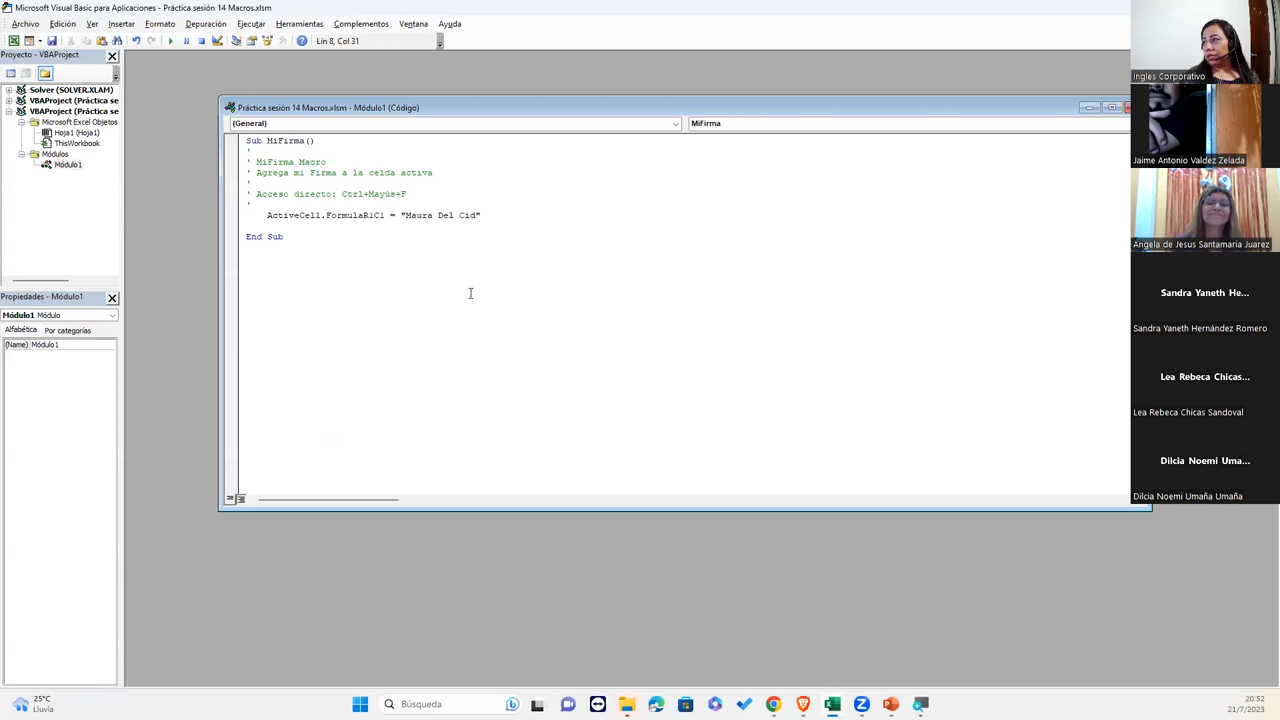 Microsoft Visual Basic para Aplicaciones - Práctica sesión 14 Macros.xlsm
Archivo Edición Ver Insertar Formato Depuración Ejecutar Herramientas Complementos Ventana Ayuda
Lín 8, Col 31
Proyecto - VBAProject
Solver (SOLVER.XLAM)
VBAProject (Práctica se
VBAProject (Práctica se
Microsoft Excel Objetos
Hoja1 (Hoja1)
ThisWorkbook
Módulos
Módulo1
Propiedades - Módulo1
Módulo1 Módulo
Alfabética Por categorías
(Name) Módulo1
Práctica sesión 14 Macros.xlsm - Módulo1 (Código)
(General) MiFirma
Sub MiFirma()
'
' MiFirma Macro
' Agrega mi Firma a la celda activa
'
' Acceso directo: Ctrl+Mayús+F
'
ActiveCell.FormulaR1C1 = "Maura Del Cid"
End Sub
Ingles Corporativo
Jaime Antonio Valdez Zelada
Angela de Jesus Santamaria Juarez
Sandra Yaneth He...
Sandra Yaneth Hernández Romero
Lea Rebeca Chicas...
Lea Rebeca Chicas Sandoval
Dilcia Noemi Uma...
Dilcia Noemi Umaña Umaña
25°C
Lluvia
Búsqueda
20:52
21/7/2023